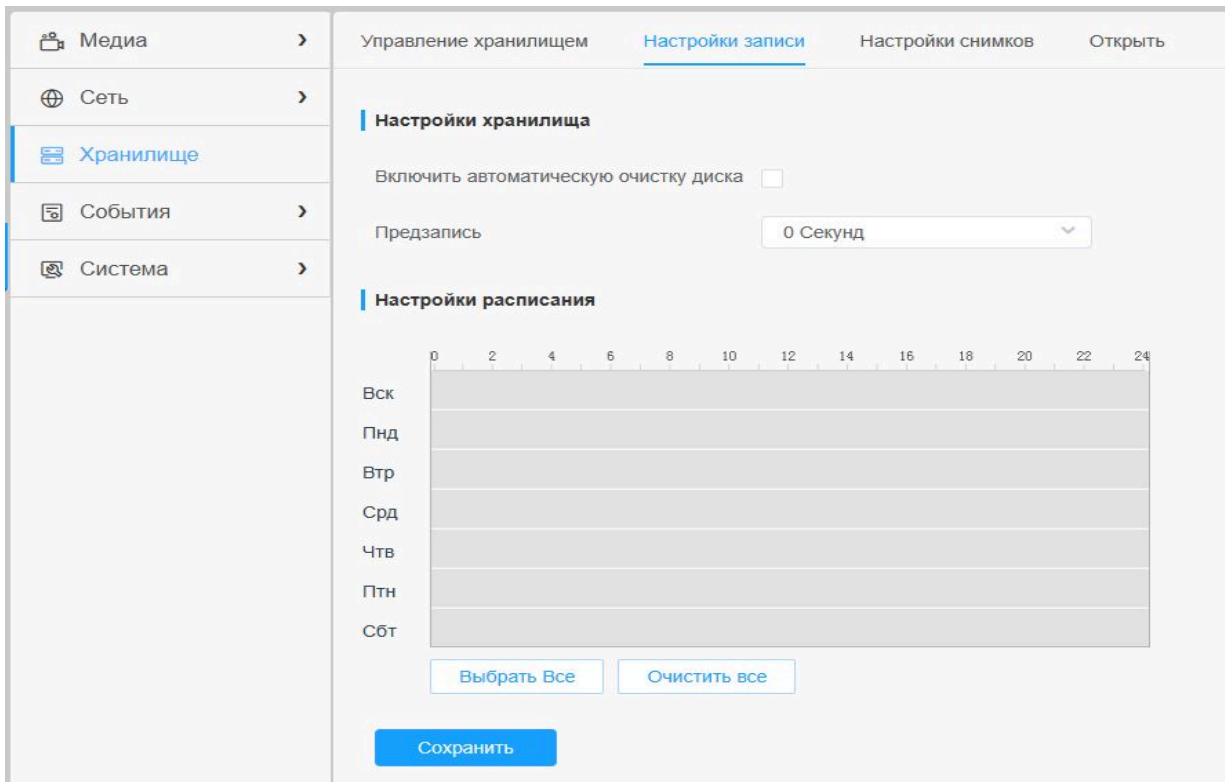 Медиа
Сеть
Хранилище
События
Система
Управление хранилищем Настройки записи Настройки снимков Открыть
Настройки хранилища
Включить автоматическую очистку диска
Предзапись 0 Секунд
Настройки расписания
0 2 4 6 8 10 12 14 16 18 20 22 24
Вск
Пнд
Втр
Срд
Чтв
Птн
Сбт
Выбрать Все Очистить все
Сохранить